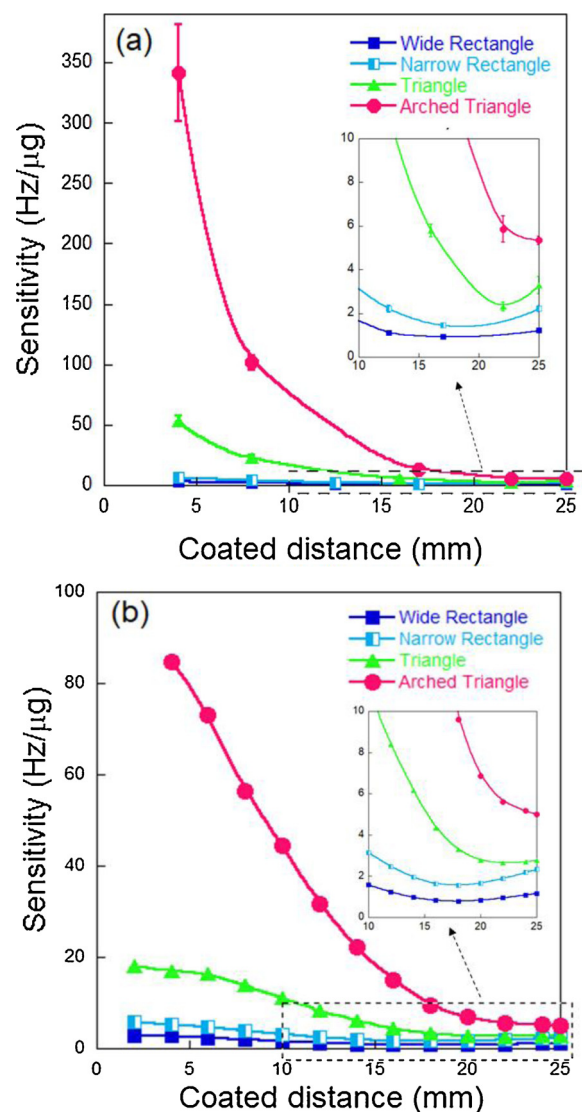 (a)
Wide Rectangle
Narrow Rectangle
Triangle
Arched Triangle
350
300
250
200
150
100
50
0
Sensitivity (Hz/μg)
10
8
6
4
2
0
10 15 20 25
0 5 10 15 20 25
Coated distance (mm)
(b)
Wide Rectangle
Narrow Rectangle
Triangle
Arched Triangle
100
80
60
40
20
0
Sensitivity (Hz/μg)
10
8
6
4
2
0
10 15 20 25
0 5 10 15 20 25
Coated distance (mm)